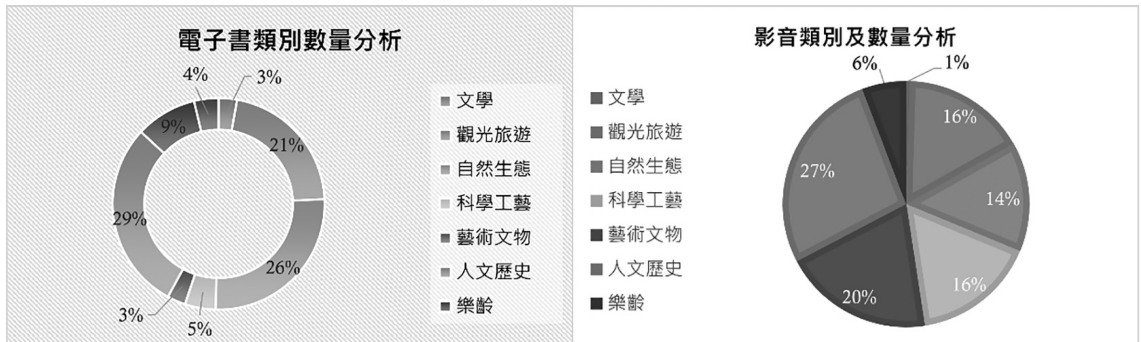 電子書類別數量分析
4%
3%
9%
21%
29%
26%
3%
5%
文學
觀光旅遊
自然生態
科學工藝
藝術文物
人文歷史
樂齡
影音類別及數量分析
6%
1%
16%
27%
14%
16%
20%
文學
觀光旅遊
自然生態
科學工藝
藝術文物
人文歷史
樂齡